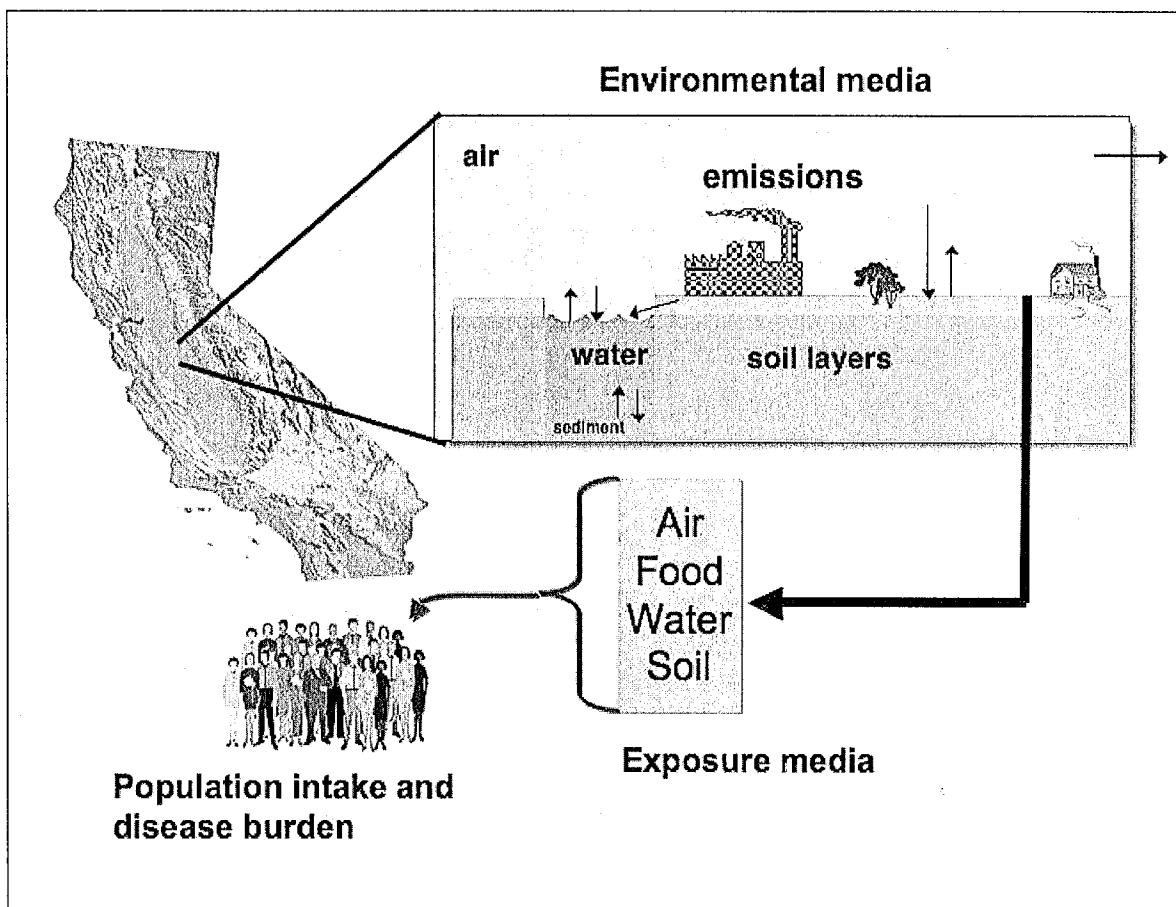 Environmental media
air
emissions
water
soil layers
sediment
Air
Food
Water
Soil
Exposure media
Population intake and
disease burden